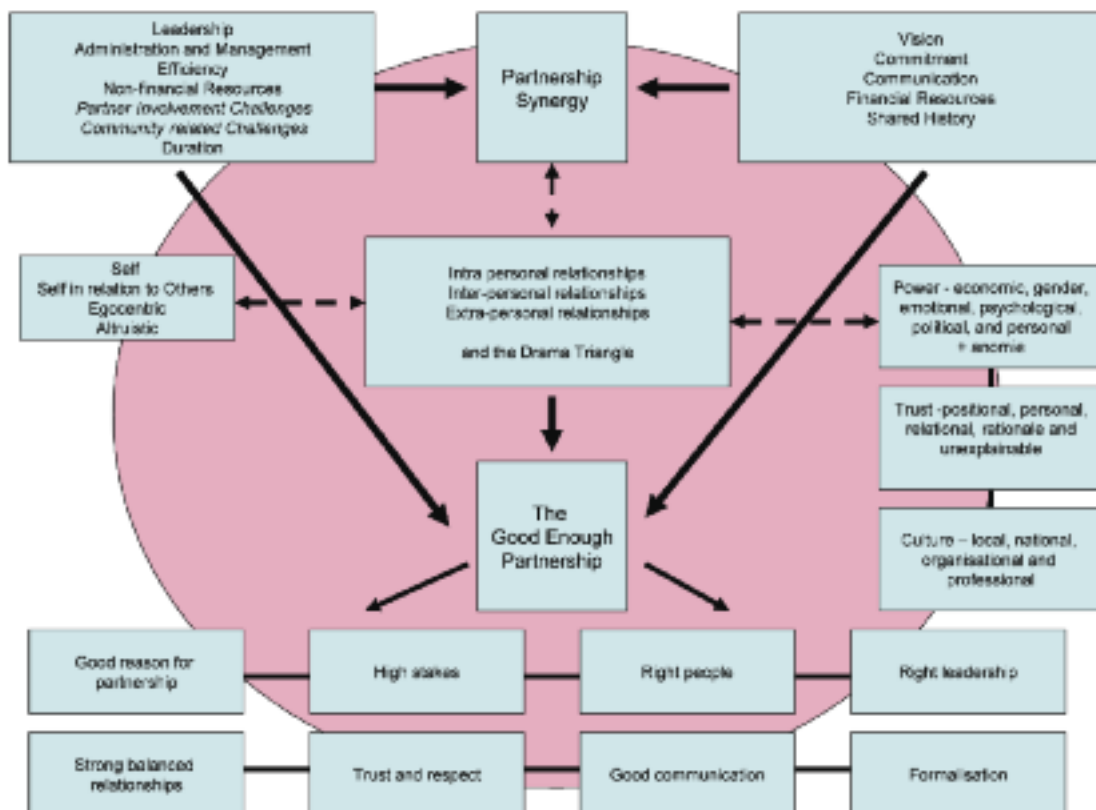 Leadership
Administration and Management
Efficiency
Non-financial Resources
Partner Involvement Challenges
Community related Challenges
Duration
Partnership
Synergy
Vision
Commitment
Communication
Financial Resources
Shared History
Self
Self in relation to Others
Egocentric
Altruistic
Intra personal relationships
Inter-personal relationships
Extra-personal relationships
and the Drama Triangle
Power - economic, gender,
emotional, psychological,
political, and personal
+ anomie
Trust -positional, personal,
relational, rationale and
unexplainable
Culture – local, national,
organisational and
professional
The
Good Enough
Partnership
Good reason for
partnership
High stakes
Right people
Right leadership
Strong balanced
relationships
Trust and respect
Good communication
Formalisation